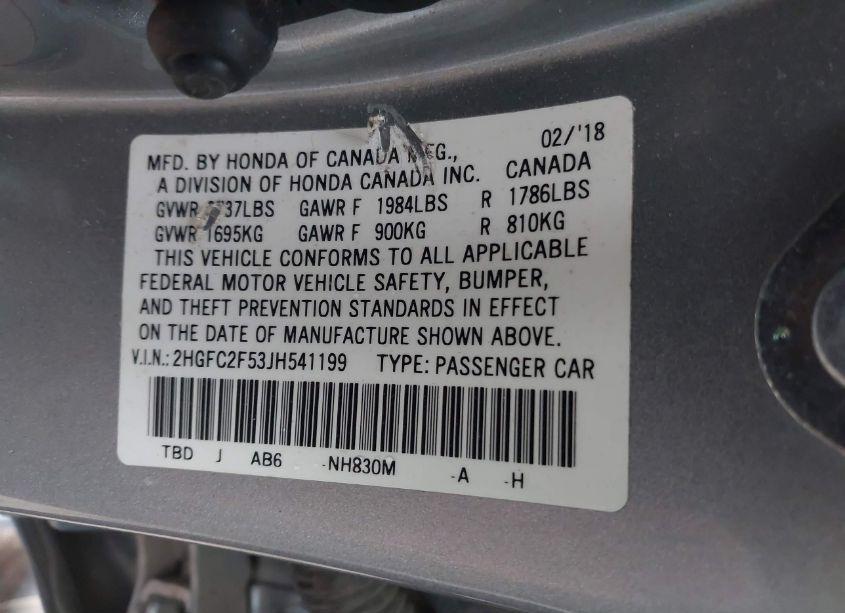 02/'18
MFD. BY HONDA OF CANADA MFG.,
A DIVISION OF HONDA CANADA INC. CANADA
GVWR LBS GAWR F 1984LBS R 1786LBS
GVWR 1695KG GAWR F 900KG R 810KG
THIS VEHICLE CONFORMS TO ALL APPLICABLE
FEDERAL MOTOR VEHICLE SAFETY, BUMPER,
AND THEFT PREVENTION STANDARDS IN EFFECT
ON THE DATE OF MANUFACTURE SHOWN ABOVE.
V.I.N.: 2HGFC2F53JH541199 TYPE: PASSENGER CAR
TBD J AB6 -NH830M -A -H